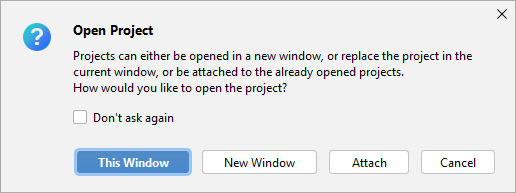 Open Project
Projects can either be opened in a new window, or replace the project in the
current window, or be attached to the already opened projects.
How would you like to open the project?
Don't ask again
This Window New Window Attach Cancel